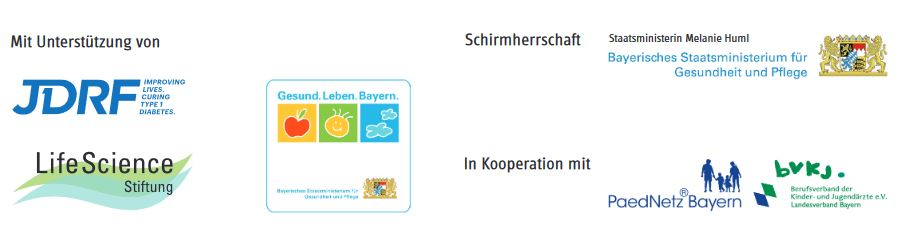 Mit Unterstützung von
JDRF
IMPROVING
LIVES.
CURING
TYPE 1
DIABETES.
LifeScience
Stiftung
Gesund.Leben.Bayern.
Bayerisches Staatsministerium für
Gesundheit und Pflege
Schirmherrschaft
Staatsministerin Melanie Huml
Bayerisches Staatsministerium für
Gesundheit und Pflege
In Kooperation mit
PaedNetz® Bayern
bvkj.
Berufsverband der
Kinder- und Jugendärzte e.V.
Landesverband Bayern